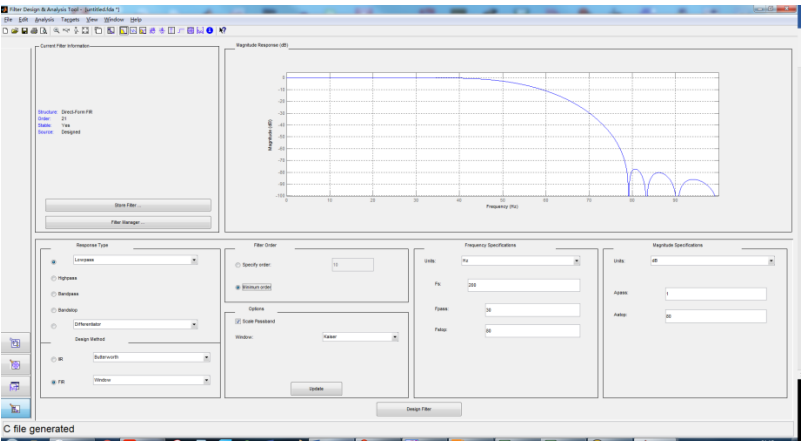 Filter Design & Analysis Tool - [untitled.fda *]
File Edit Analysis Targets View Window Help
Current Filter Information
Structure: Direct-Form FIR
Order: 21
Stable: Yes
Source: Designed
Store Filter ...
Filter Manager ...
Magnitude Response (dB)
Magnitude (dB)
0
-10
-20
-30
-40
-50
-60
-70
-80
-90
-100
0 10 20 30 40 50 60 70 80 90
Frequency (Hz)
Response Type
Lowpass
Highpass
Bandpass
Bandstop
Differentiator
Design Method
IIR Butterworth
FIR Window
Filter Order
Specify order: 10
Minimum order
Options
Scale Passband
Window: Kaiser
Update
Frequency Specifications
Units: Hz
Fs: 200
Fpass: 30
Fstop: 80
Magnitude Specifications
Units: dB
Apass: 1
Astop: 80
Design Filter
C file generated